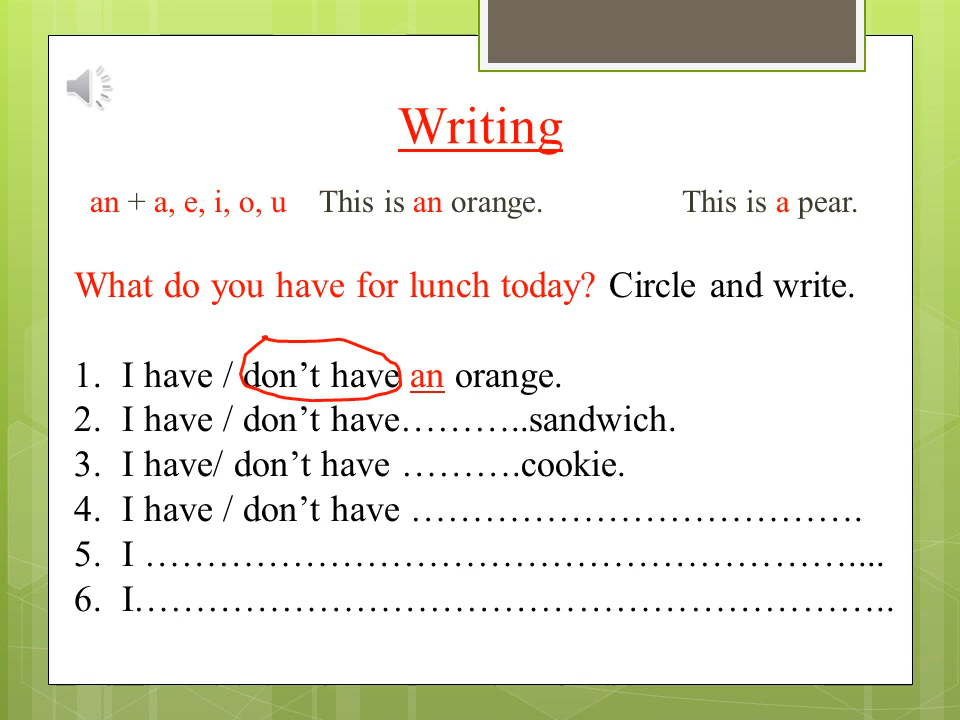 Writing
an + a, e, i, o, u This is an orange. This is a pear.
What do you have for lunch today? Circle and write.
1. I have / don’t have an orange.
2. I have / don’t have………..sandwich.
3. I have/ don’t have ……….cookie.
4. I have / don’t have ……………………………….
5. I …………………………………………………....
6. I……………………………………………………..